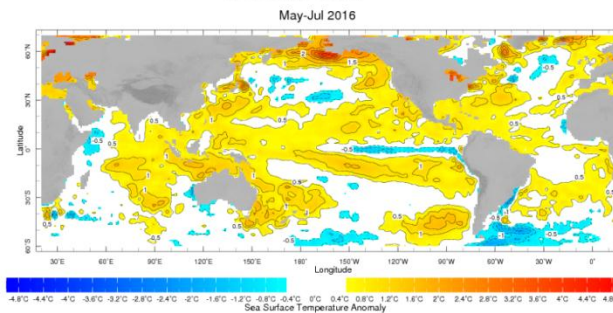 May-Jul 2016
60°N
30°N
0°
30°S
60°S
Latitude
30°E 60°E 90°E 120°E 150°E 180° 150°W 120°W 90°W 60°W 30°W 0°
Longitude
-4.8°C -4.4°C -4°C -3.6°C -3.2°C -2.8°C -2.4°C -2°C -1.6°C -1.2°C -0.8°C -0.4°C 0°C 0.4°C 0.8°C 1.2°C 1.6°C 2°C 2.4°C 2.8°C 3.2°C 3.6°C 4°C 4.4°C 4.8°C
Sea Surface Temperature Anomaly